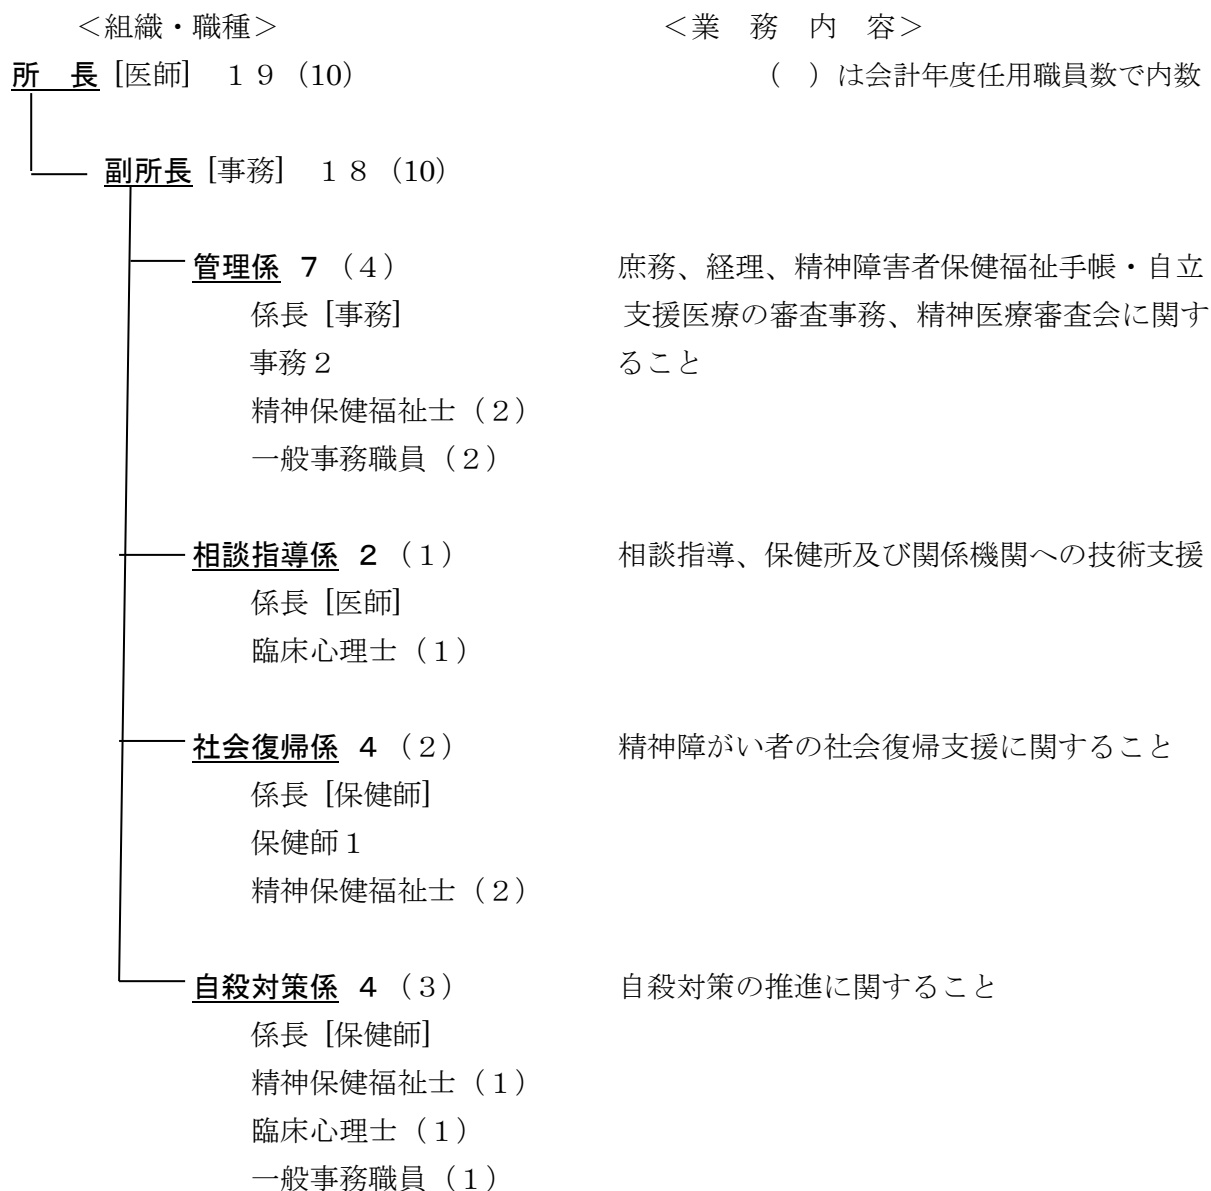 ＜組織・職種＞　＜業　務　内　容＞
所　長 [医師]　１９（10）　（　）は会計年度任用職員数で内数
副所長 [事務]　１８（10）
管理係 ７（４）　庶務、経理、精神障害者保健福祉手帳・自立
係長 [事務]　支援医療の審査事務、精神医療審査会に関す
事務２　ること
精神保健福祉士（２）
一般事務職員（２）
相談指導係 ２（１）　相談指導、保健所及び関係機関への技術支援
係長 [医師]
臨床心理士（１）
社会復帰係 ４（２）　精神障がい者の社会復帰支援に関すること
係長 [保健師]
保健師１
精神保健福祉士（２）
自殺対策係 ４（３）　自殺対策の推進に関すること
係長 [保健師]
精神保健福祉士（１）
臨床心理士（１）
一般事務職員（１）